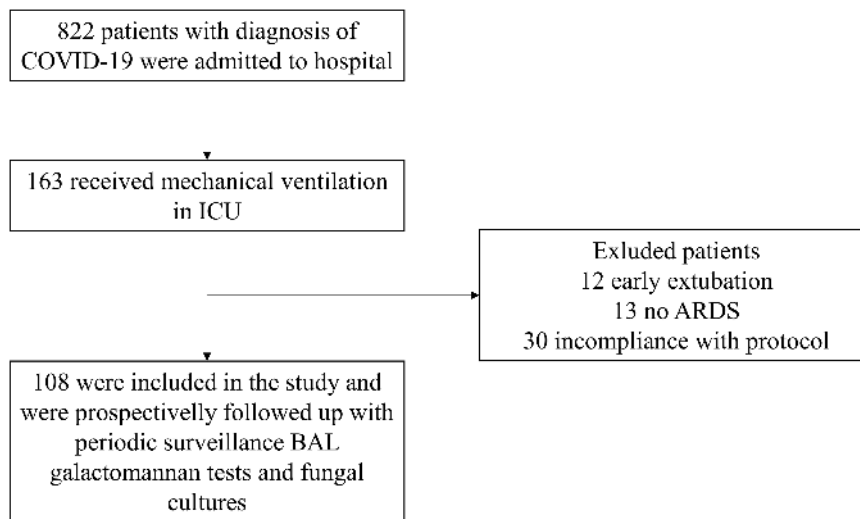 822 patients with diagnosis of
COVID-19 were admitted to hospital
163 received mechanical ventilation
in ICU
Exluded patients
12 early extubation
13 no ARDS
30 incompliance with protocol
108 were included in the study and
were prospectivelly followed up with
periodic surveillance BAL
galactomannan tests and fungal
cultures